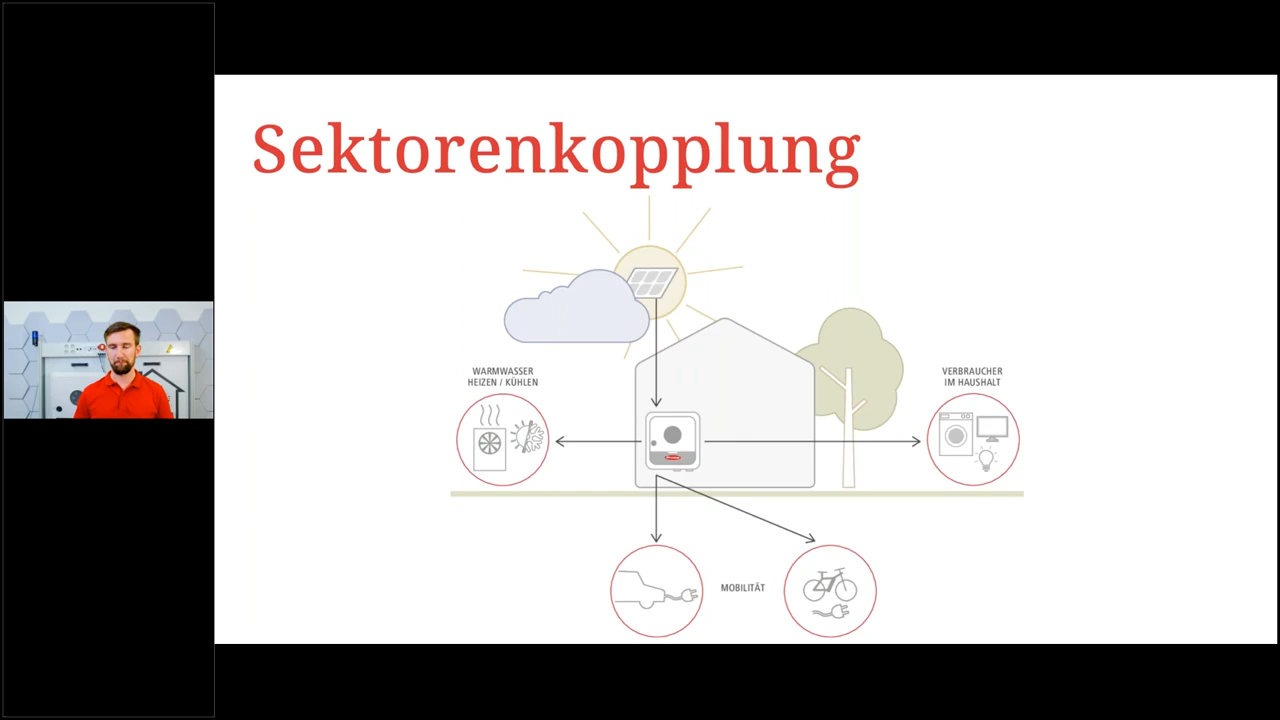 Sektorenkopplung
WARMWASSER
HEIZEN / KÜHLEN
VERBRAUCHER
IM HAUSHALT
MOBILITÄT